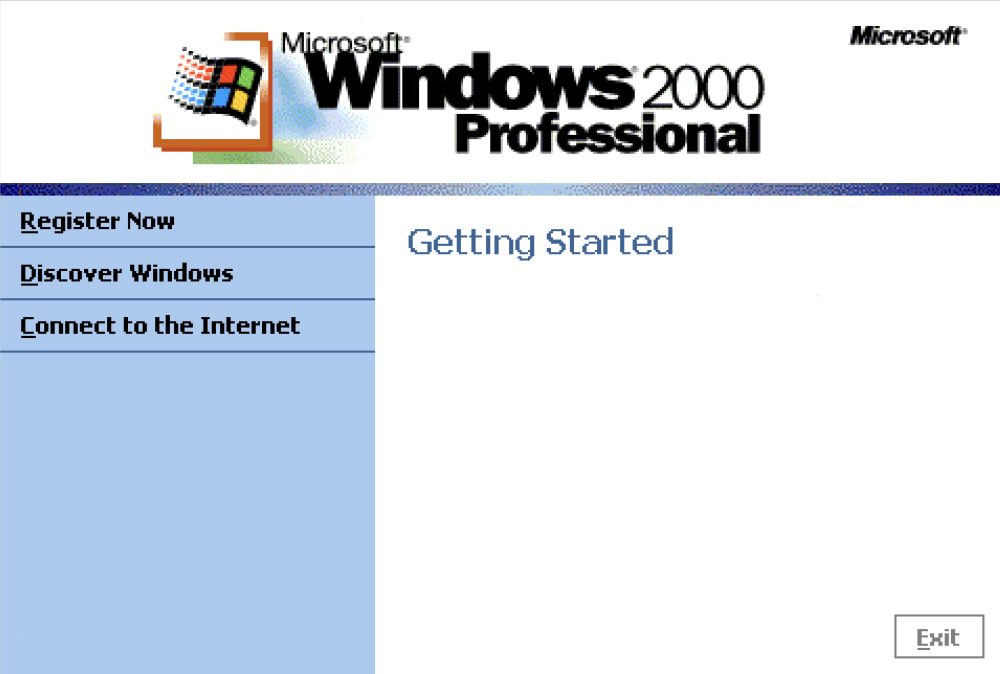 Microsoft®
Windows® 2000
Professional
Microsoft®
Register Now
Discover Windows
Connect to the Internet
Getting Started
Exit